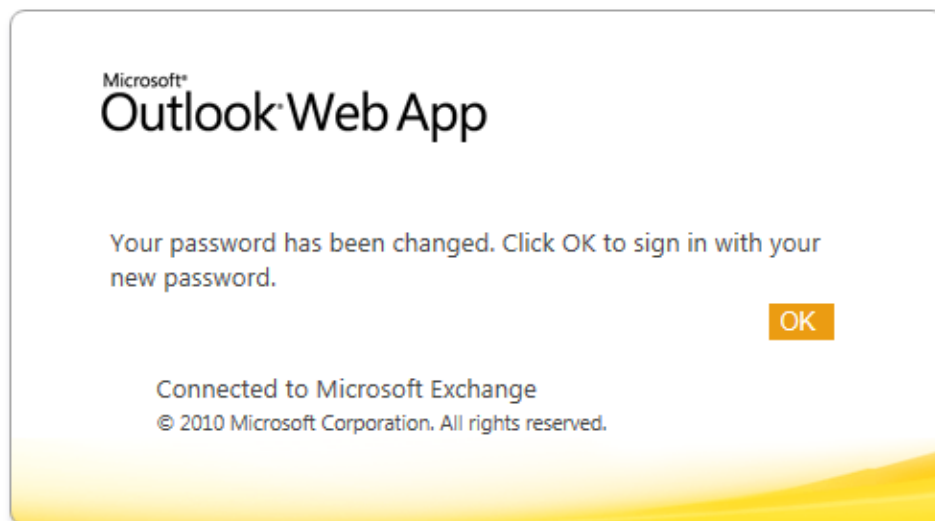 Microsoft®
Outlook® Web App
Your password has been changed. Click OK to sign in with your
new password.
OK
Connected to Microsoft Exchange
© 2010 Microsoft Corporation. All rights reserved.